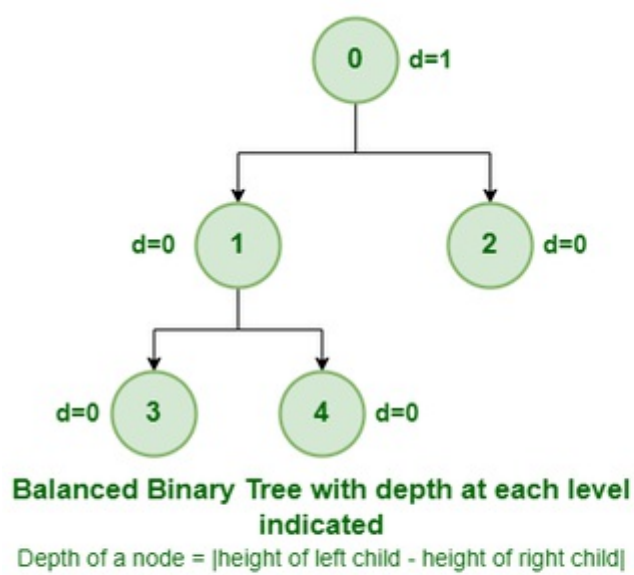 0 d=1
d=0 1 2 d=0
d=0 3 4 d=0
Balanced Binary Tree with depth at each level
indicated
Depth of a node = |height of left child - height of right child|